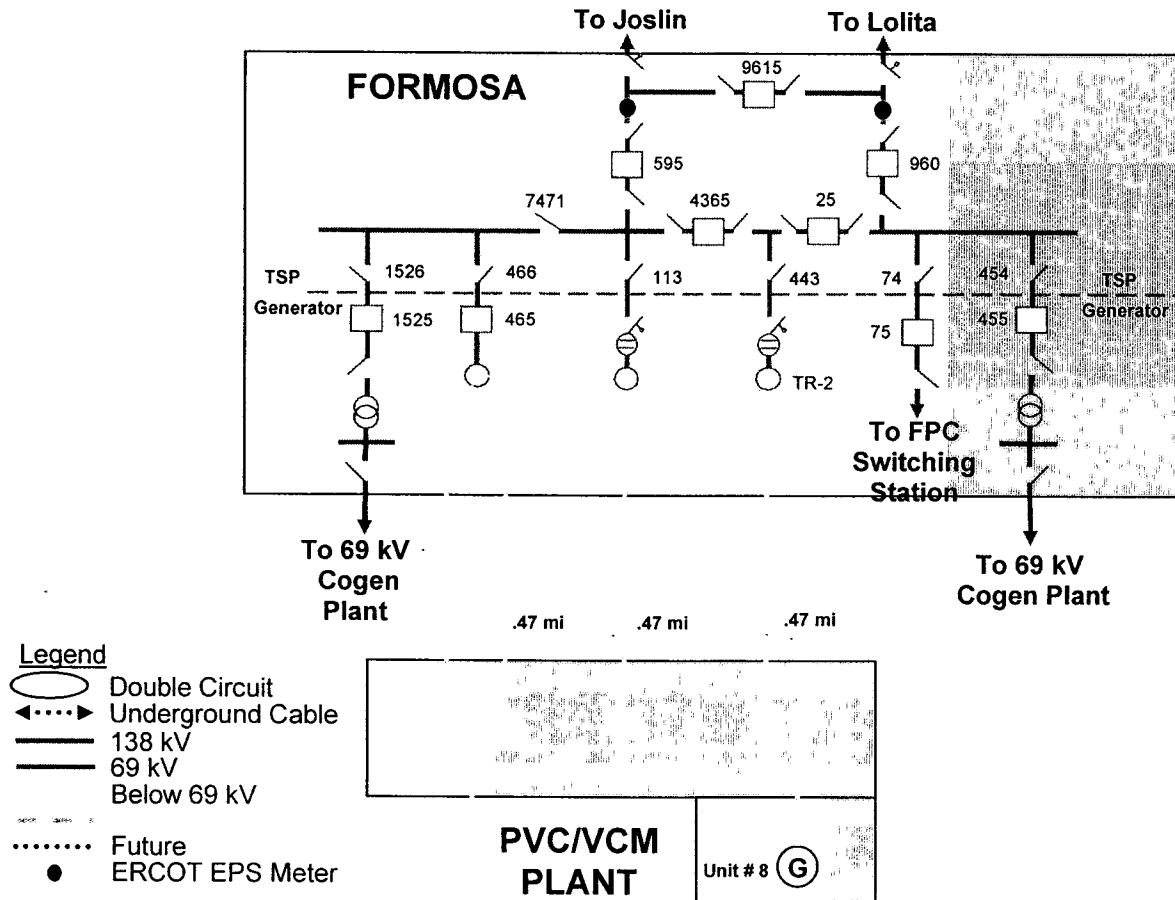 To Joslin
To Lolita
FORMOSA
9615
595
960
7471
4365
25
TSP
1526
466
113
443
74
454
TSP
Generator
1525
465
75
455
Generator
TR-2
To FPC
Switching
Station
To 69 kV
Cogen
Plant
To 69 kV
Cogen Plant
.47 mi
.47 mi
.47 mi
Legend
Double Circuit
Underground Cable
138 kV
69 kV
Below 69 kV
Future
ERCOT EPS Meter
PVC/VCM
PLANT
Unit # 8
G